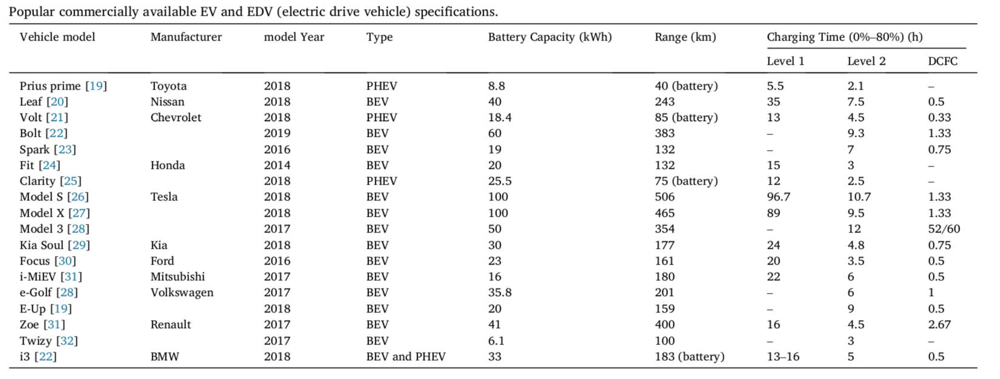 Popular commercially available EV and EDV (electric drive vehicle) specifications.
Vehicle model Manufacturer model Year Type Battery Capacity (kWh) Range (km) Charging Time (0%–80%) (h)
Level 1 Level 2 DCFC
Prius prime [19] Toyota 2018 PHEV 8.8 40 (battery) 5.5 2.1 –
Leaf [20] Nissan 2018 BEV 40 243 35 7.5 0.5
Volt [21] Chevrolet 2018 PHEV 18.4 85 (battery) 13 4.5 0.33
Bolt [22] 2019 BEV 60 383 – 9.3 1.33
Spark [23] 2016 BEV 19 132 – 7 0.75
Fit [24] Honda 2014 BEV 20 132 15 3 –
Clarity [25] 2018 PHEV 25.5 75 (battery) 12 2.5 –
Model S [26] Tesla 2018 BEV 100 506 96.7 10.7 1.33
Model X [27] 2018 BEV 100 465 89 9.5 1.33
Model 3 [28] 2017 BEV 50 354 – 12 52/60
Kia Soul [29] Kia 2018 BEV 30 177 24 4.8 0.75
Focus [30] Ford 2016 BEV 23 161 20 3.5 0.5
i-MiEV [31] Mitsubishi 2017 BEV 16 180 22 6 0.5
e-Golf [28] Volkswagen 2017 BEV 35.8 201 – 6 1
E-Up [19] 2018 BEV 20 159 – 9 0.5
Zoe [31] Renault 2017 BEV 41 400 16 4.5 2.67
Twizy [32] 2017 BEV 6.1 100 – 3 –
i3 [22] BMW 2018 BEV and PHEV 33 183 (battery) 13–16 5 0.5